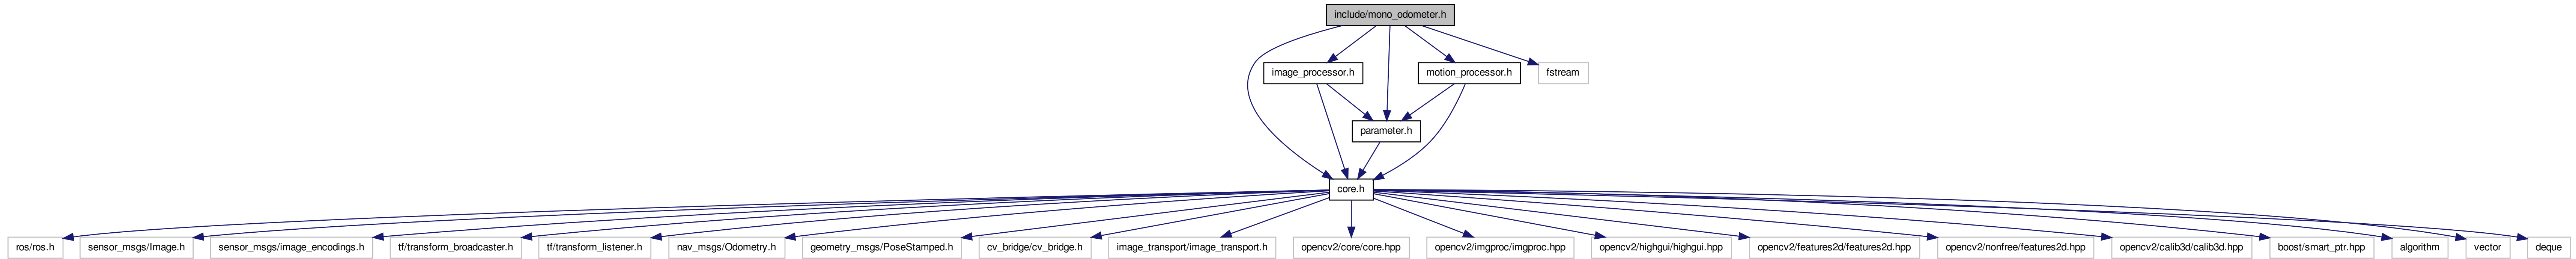 include/mono_odometer.h
image_processor.h
motion_processor.h
fstream
parameter.h
core.h
ros/ros.h
sensor_msgs/Image.h
sensor_msgs/image_encodings.h
tf/transform_broadcaster.h
tf/transform_listener.h
nav_msgs/Odometry.h
geometry_msgs/PoseStamped.h
cv_bridge/cv_bridge.h
image_transport/image_transport.h
opencv2/core/core.hpp
opencv2/imgproc/imgproc.hpp
opencv2/highgui/highgui.hpp
opencv2/features2d/features2d.hpp
opencv2/nonfree/features2d.hpp
opencv2/calib3d/calib3d.hpp
boost/smart_ptr.hpp
algorithm
vector
deque